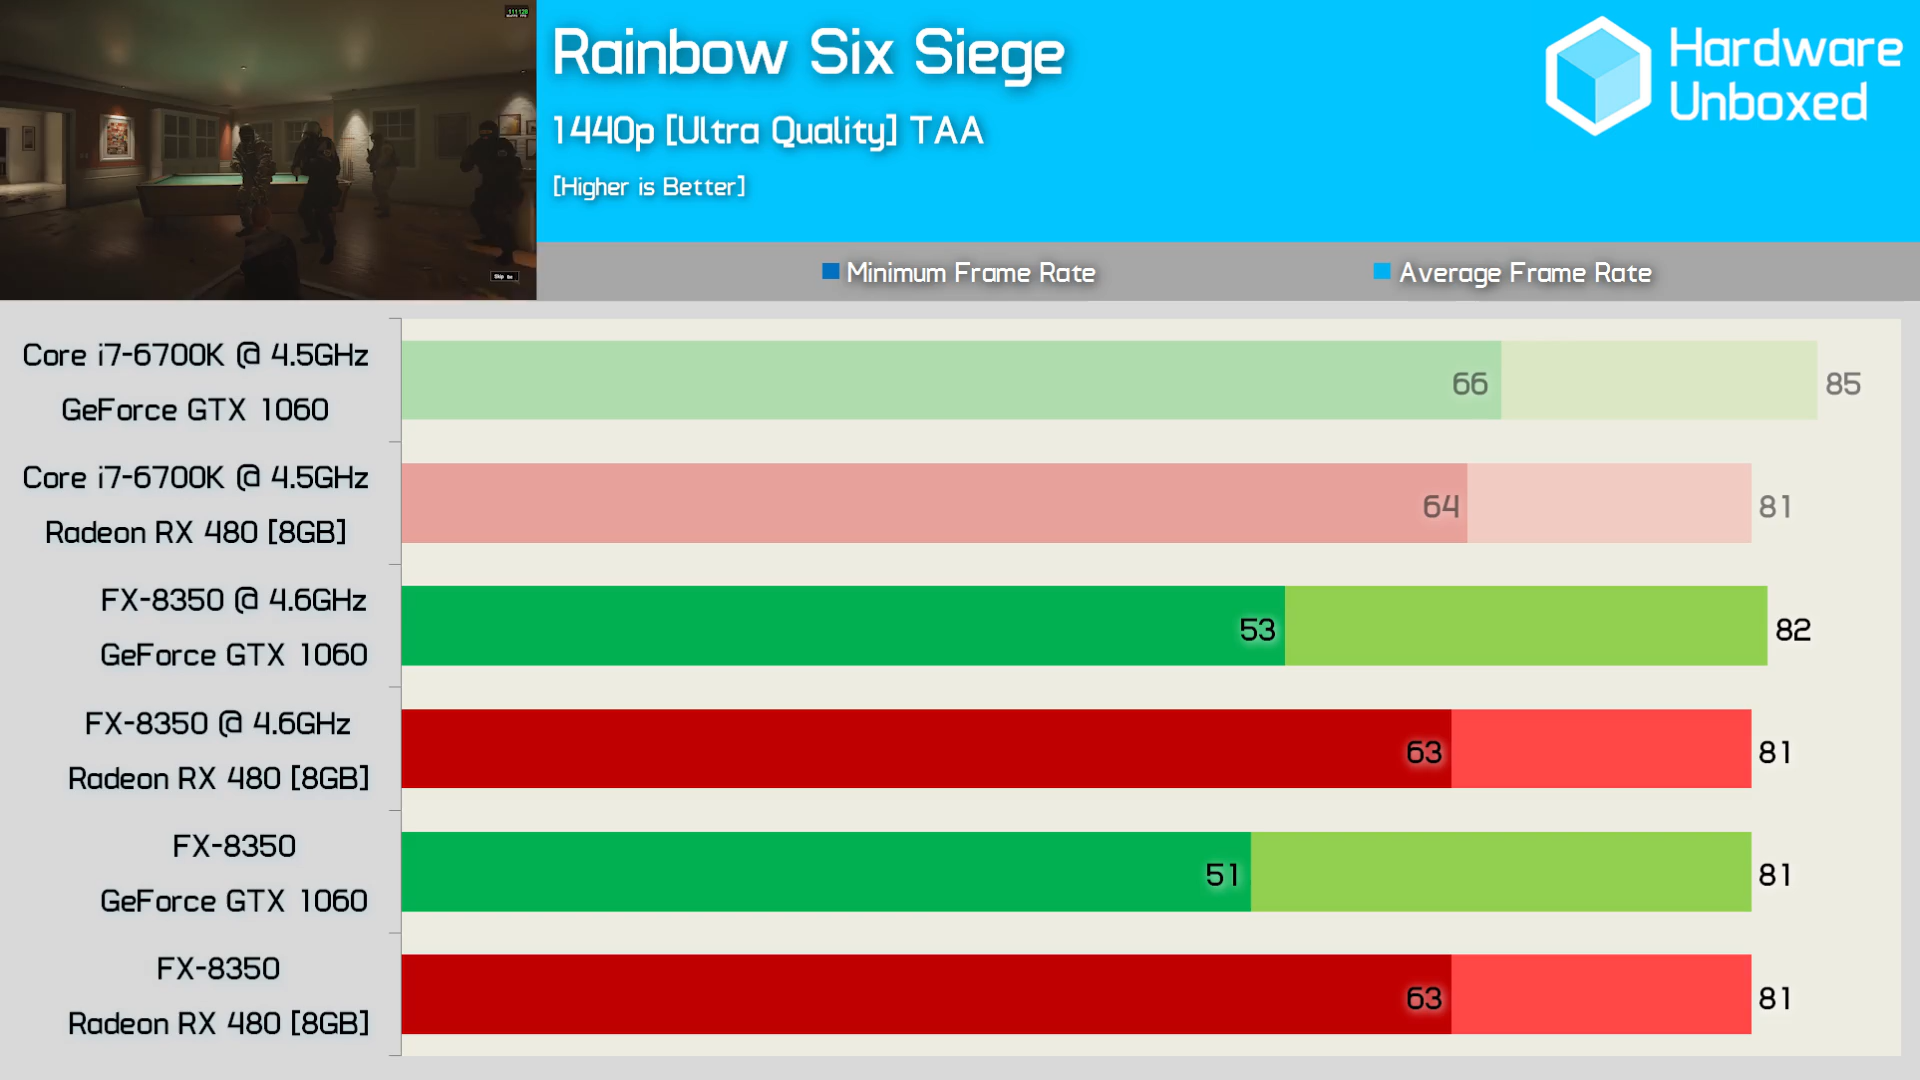 Rainbow Six Siege
1440p [Ultra Quality] TAA
[Higher is Better]
Hardware
Unboxed
Minimum Frame Rate
Average Frame Rate
Core i7-6700K @ 4.5GHz
GeForce GTX 1060
66
85
Core i7-6700K @ 4.5GHz
Radeon RX 480 [8GB]
64
81
FX-8350 @ 4.6GHz
GeForce GTX 1060
53
82
FX-8350 @ 4.6GHz
Radeon RX 480 [8GB]
63
81
FX-8350
GeForce GTX 1060
51
81
FX-8350
Radeon RX 480 [8GB]
63
81